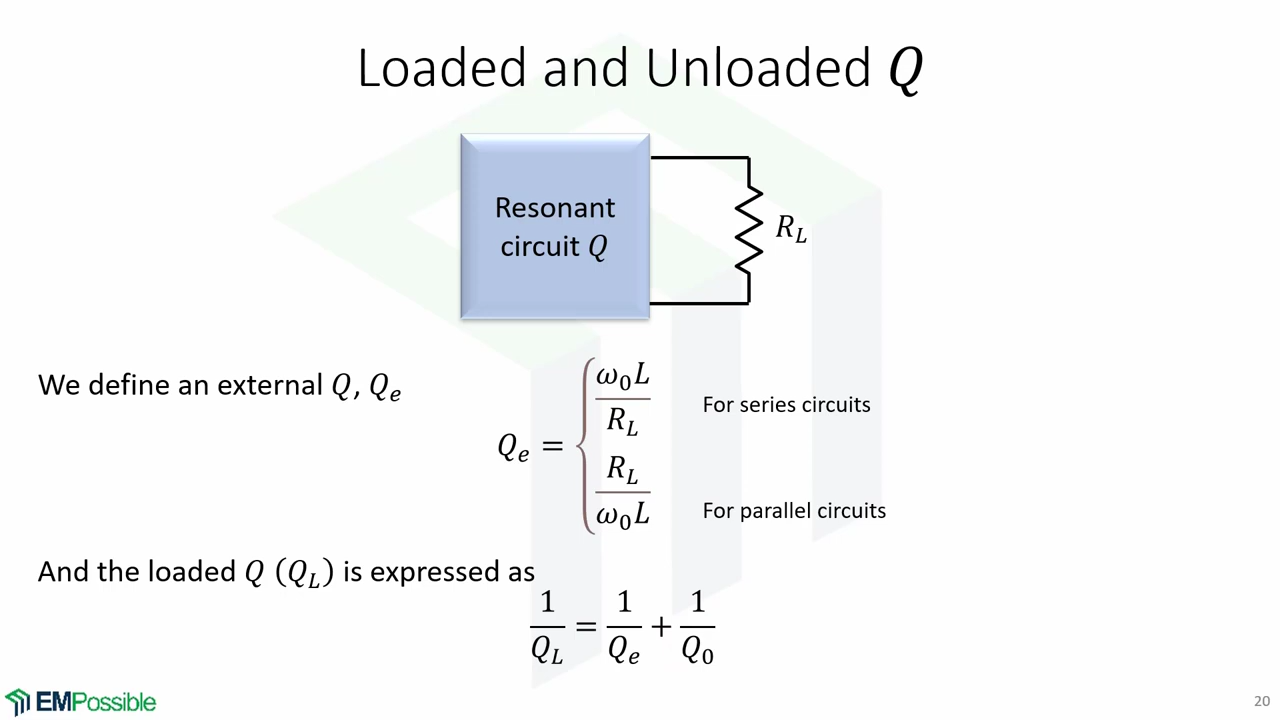 Loaded and Unloaded Q
Resonant
circuit Q
R_L
We define an external Q, Q_e
Q_e = { ω_0L / R_L
For series circuits
R_L / ω_0L
For parallel circuits
And the loaded Q (Q_L) is expressed as
1/Q_L = 1/Q_e + 1/Q_0
EMPossible
20